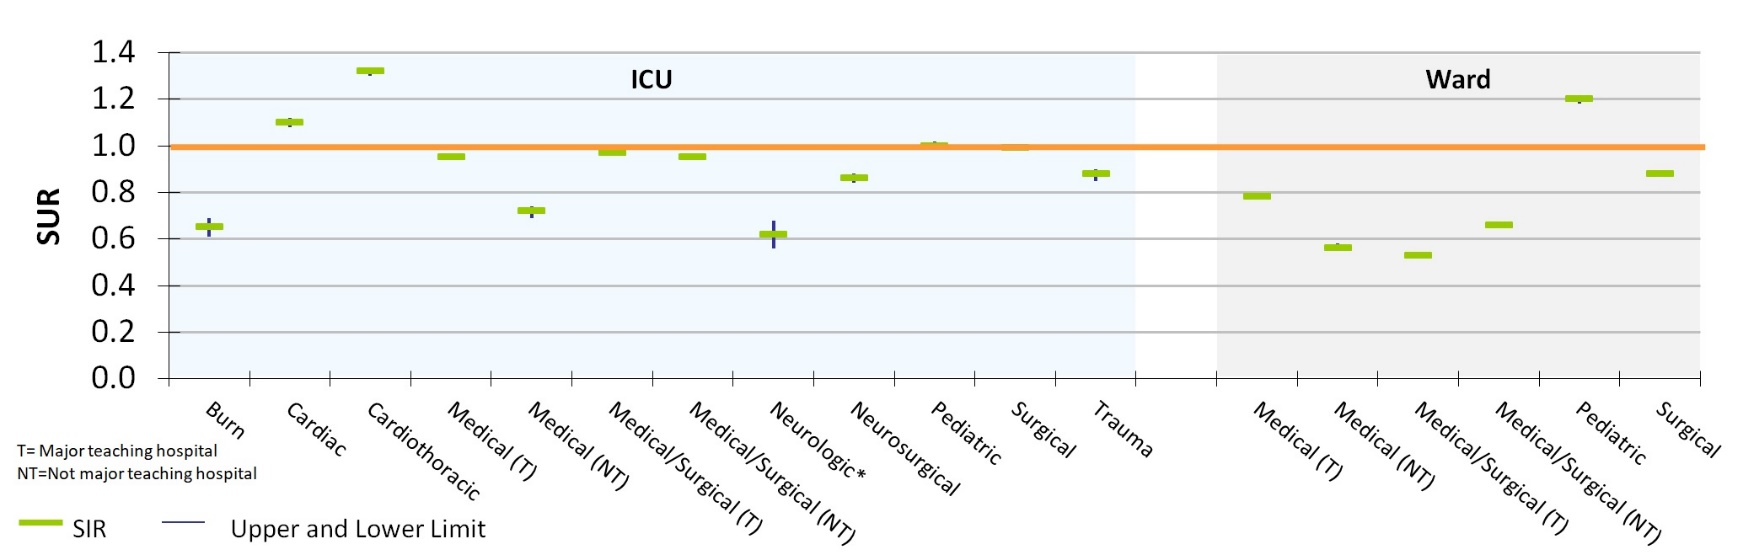 1.4
1.2
1.0
0.8
0.6
0.4
0.2
0.0
SUR
ICU
Ward
Burn
Cardiac
Cardiothoracic
Medical (T)
Medical (NT)
Medical/Surgical (T)
Medical/Surgical (NT)
Neurologic*
Neurosurgical
Pediatric
Surgical
Trauma
Medical (T)
Medical (NT)
Medical/Surgical (T)
Medical/Surgical (NT)
Pediatric
Surgical
T= Major teaching hospital
NT=Not major teaching hospital
SIR
Upper and Lower Limit